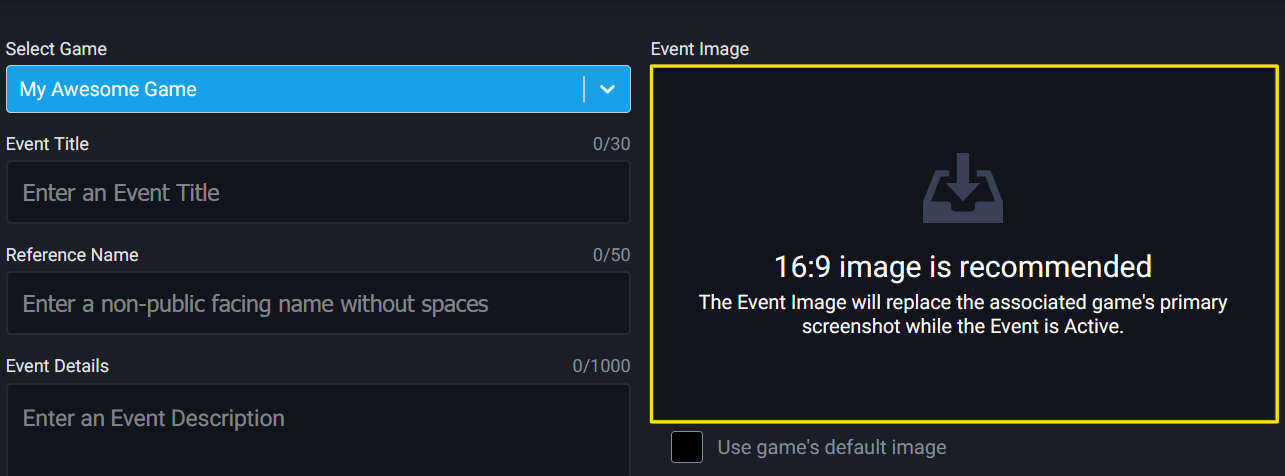 Select Game
My Awesome Game
Event Title 0/30
Enter an Event Title
Reference Name 0/50
Enter a non-public facing name without spaces
Event Details 0/1000
Enter an Event Description
Event Image
16:9 image is recommended
The Event Image will replace the associated game's primary
screenshot while the Event is Active.
Use game's default image